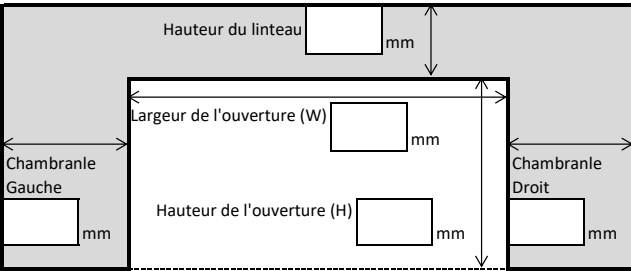 Hauteur du linteau
mm
Largeur de l'ouverture (W)
mm
Chambranle
Gauche
mm
Hauteur de l'ouverture (H)
mm
Chambranle
Droit
mm